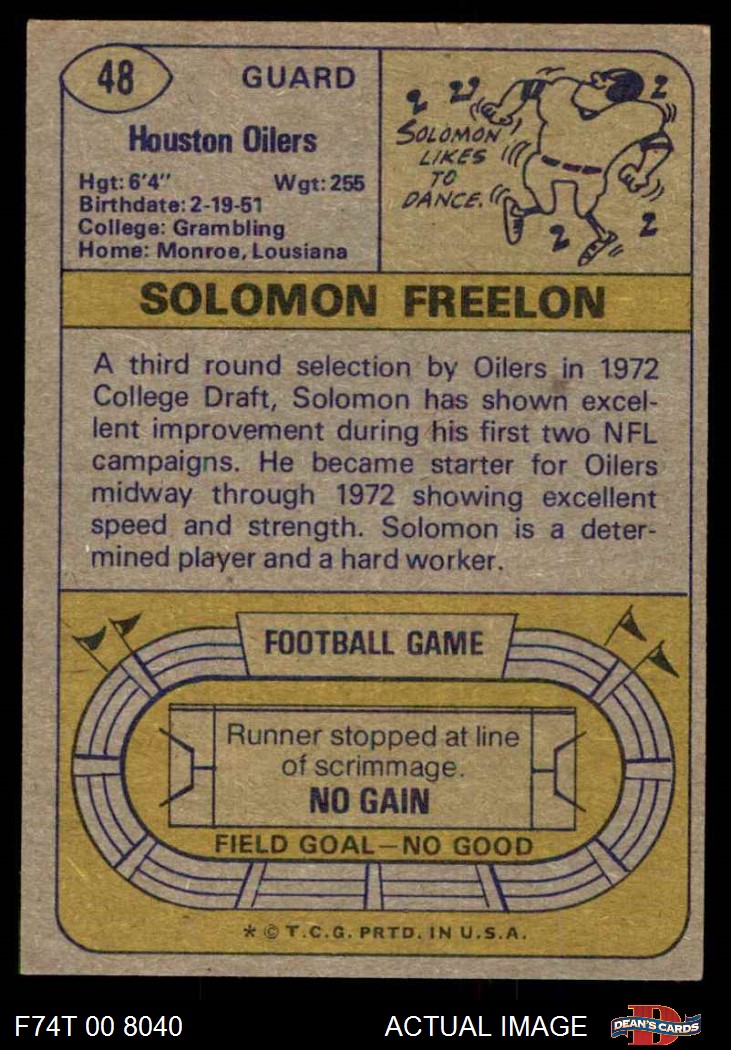 48
GUARD
Houston Oilers
Hgt: 6'4" Wgt: 255
Birthdate: 2-19-51
College: Grambling
Home: Monroe, Lousiana
SOLOMON
LIKES
TO
DANCE.
SOLOMON FREELON
A third round selection by Oilers in 1972
College Draft, Solomon has shown excel-
lent improvement during his first two NFL
campaigns. He became starter for Oilers
midway through 1972 showing excellent
speed and strength. Solomon is a deter-
mined player and a hard worker.
FOOTBALL GAME
Runner stopped at line
of scrimmage.
NO GAIN
FIELD GOAL—NO GOOD
* © T.C.G. PRTD. IN U.S.A.
F74T 00 8040
ACTUAL IMAGE
D
DEAN'S CARDS